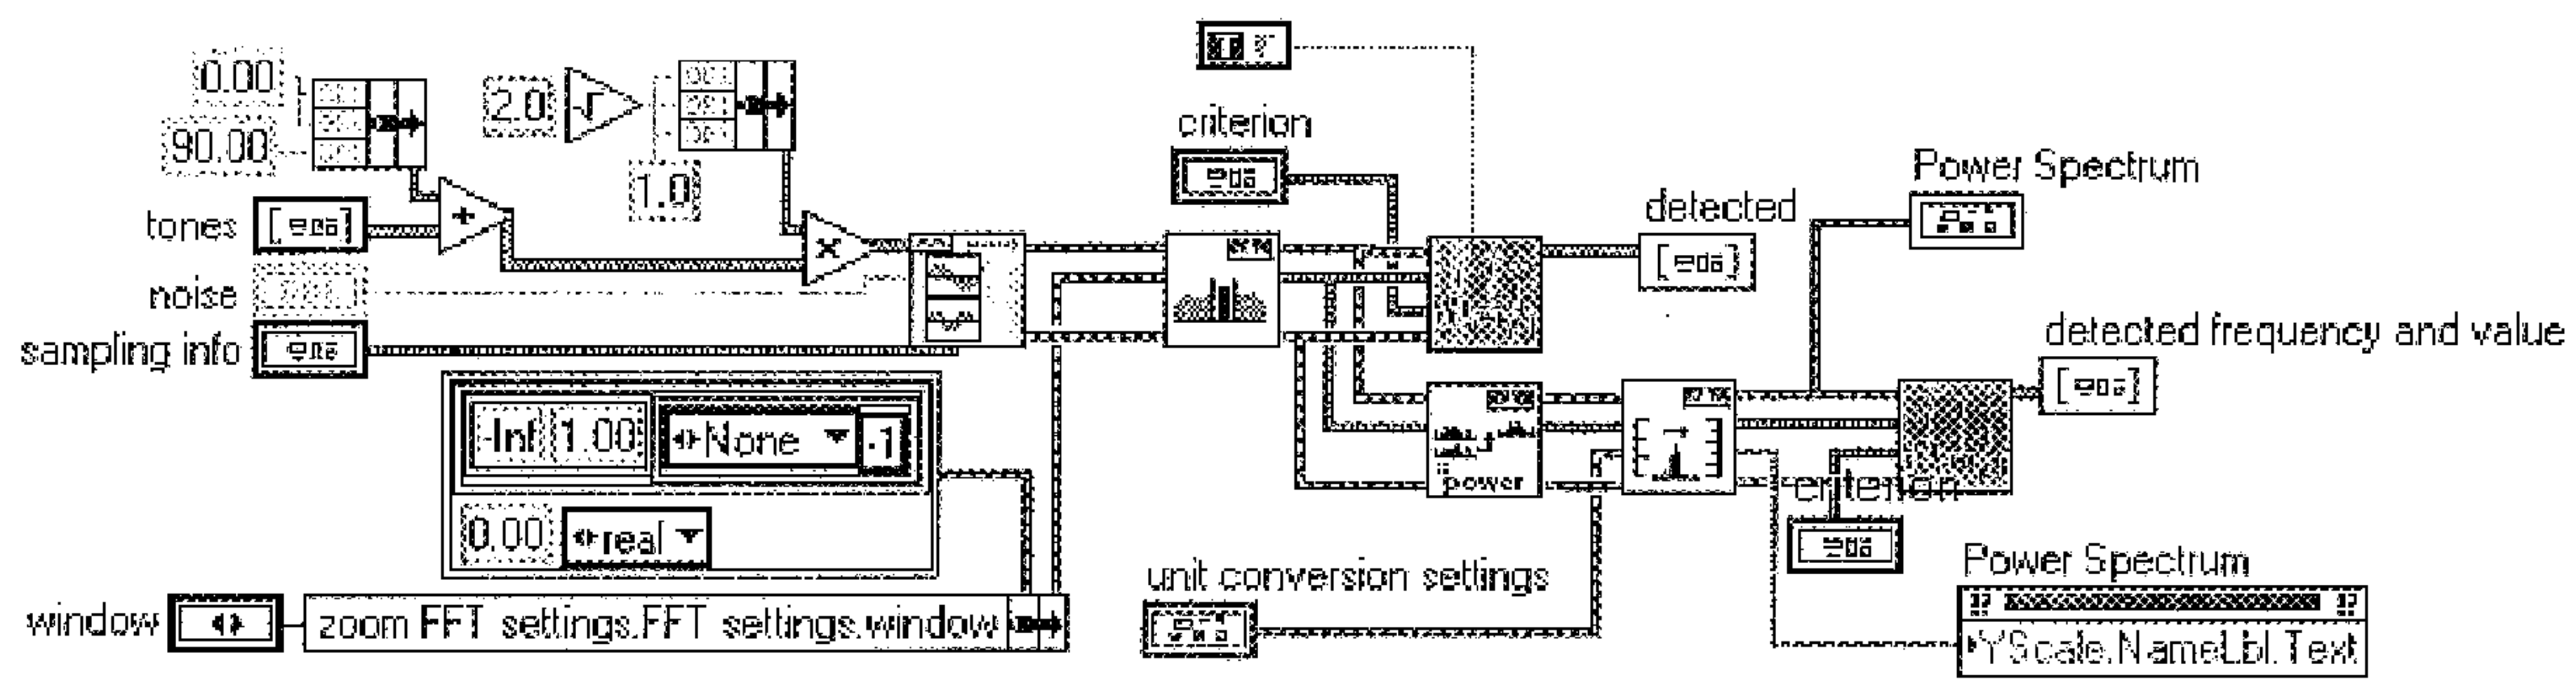 0.00
90.00
2.0
1.0
criterion
Power Spectrum
tones
detected
noise
sampling info
detected frequency and value
-Inf 1.00 None -1
0.00 real
power
criterion
unit conversion settings
Power Spectrum
window zoom FFT settings.FFT settings.window
YScale.NameLbl.Text